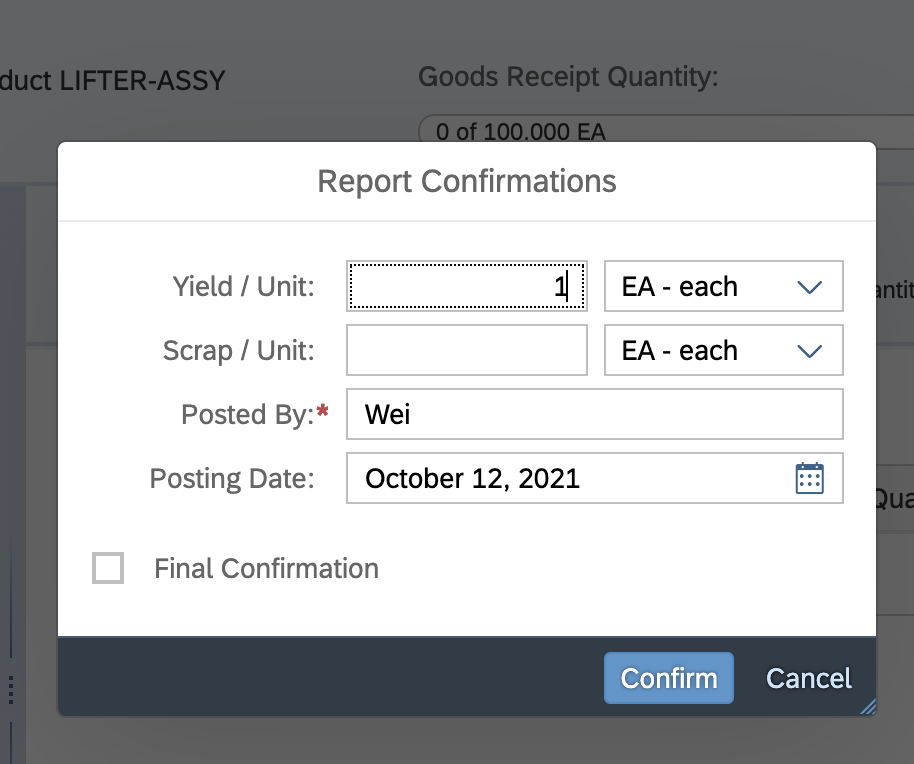 duct LIFTER-ASSY
Goods Receipt Quantity:
0 of 100.000 EA
Report Confirmations
Yield / Unit: 1 EA - each
Scrap / Unit: EA - each
Posted By:* Wei
Posting Date: October 12, 2021
Final Confirmation
Confirm Cancel
antit
Qua